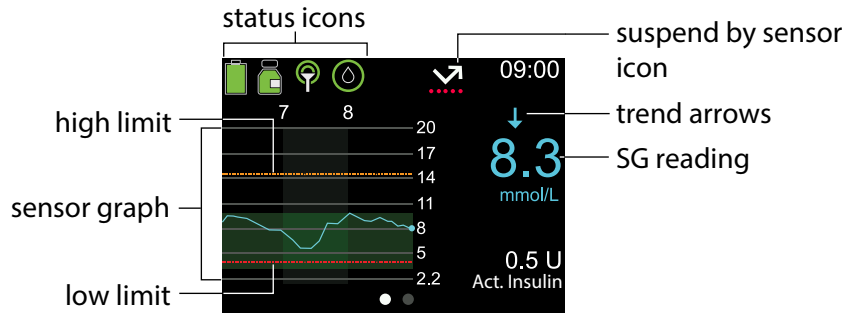 status icons
suspend by sensor
icon
09:00
7 8
high limit
20
trend arrows
17
8.3
SG reading
14
mmol/L
11
sensor graph
8
5
0.5 U
2.2
Act. Insulin
low limit